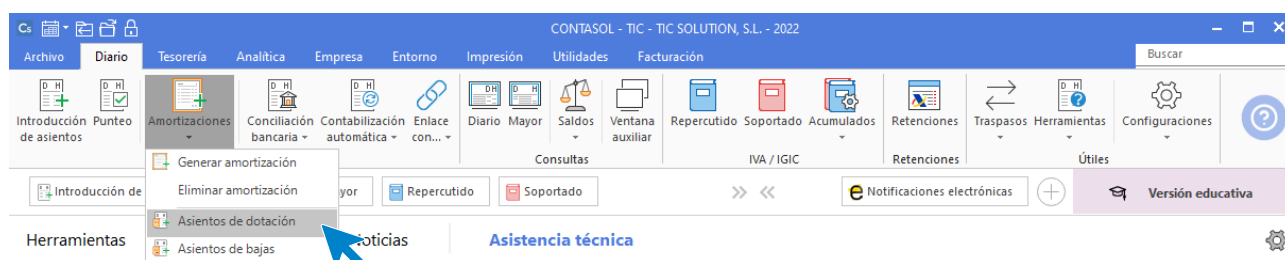 Cs
CONTASOL - TIC - TIC SOLUTION, S.L. - 2022
Archivo Diario Tesorería Analítica Empresa Entorno Impresión Utilidades Facturación Buscar
Introducción de asientos
Punteo
Amortizaciones
Conciliación bancaria
Contabilización automática
Enlace con...
Diario
Mayor
Saldos
Ventana auxiliar
Repercutido
Soportado
Acumulados
Retenciones
Traspasos
Herramientas
Configuraciones
Consultas
IVA / IGIC
Retenciones
Útiles
Generar amortización
Eliminar amortización
Asientos de dotación
Asientos de bajas
Introducción de
yor
Repercutido
Soportado
Notificaciones electrónicas
Versión educativa
Herramientas
oticias
Asistencia técnica